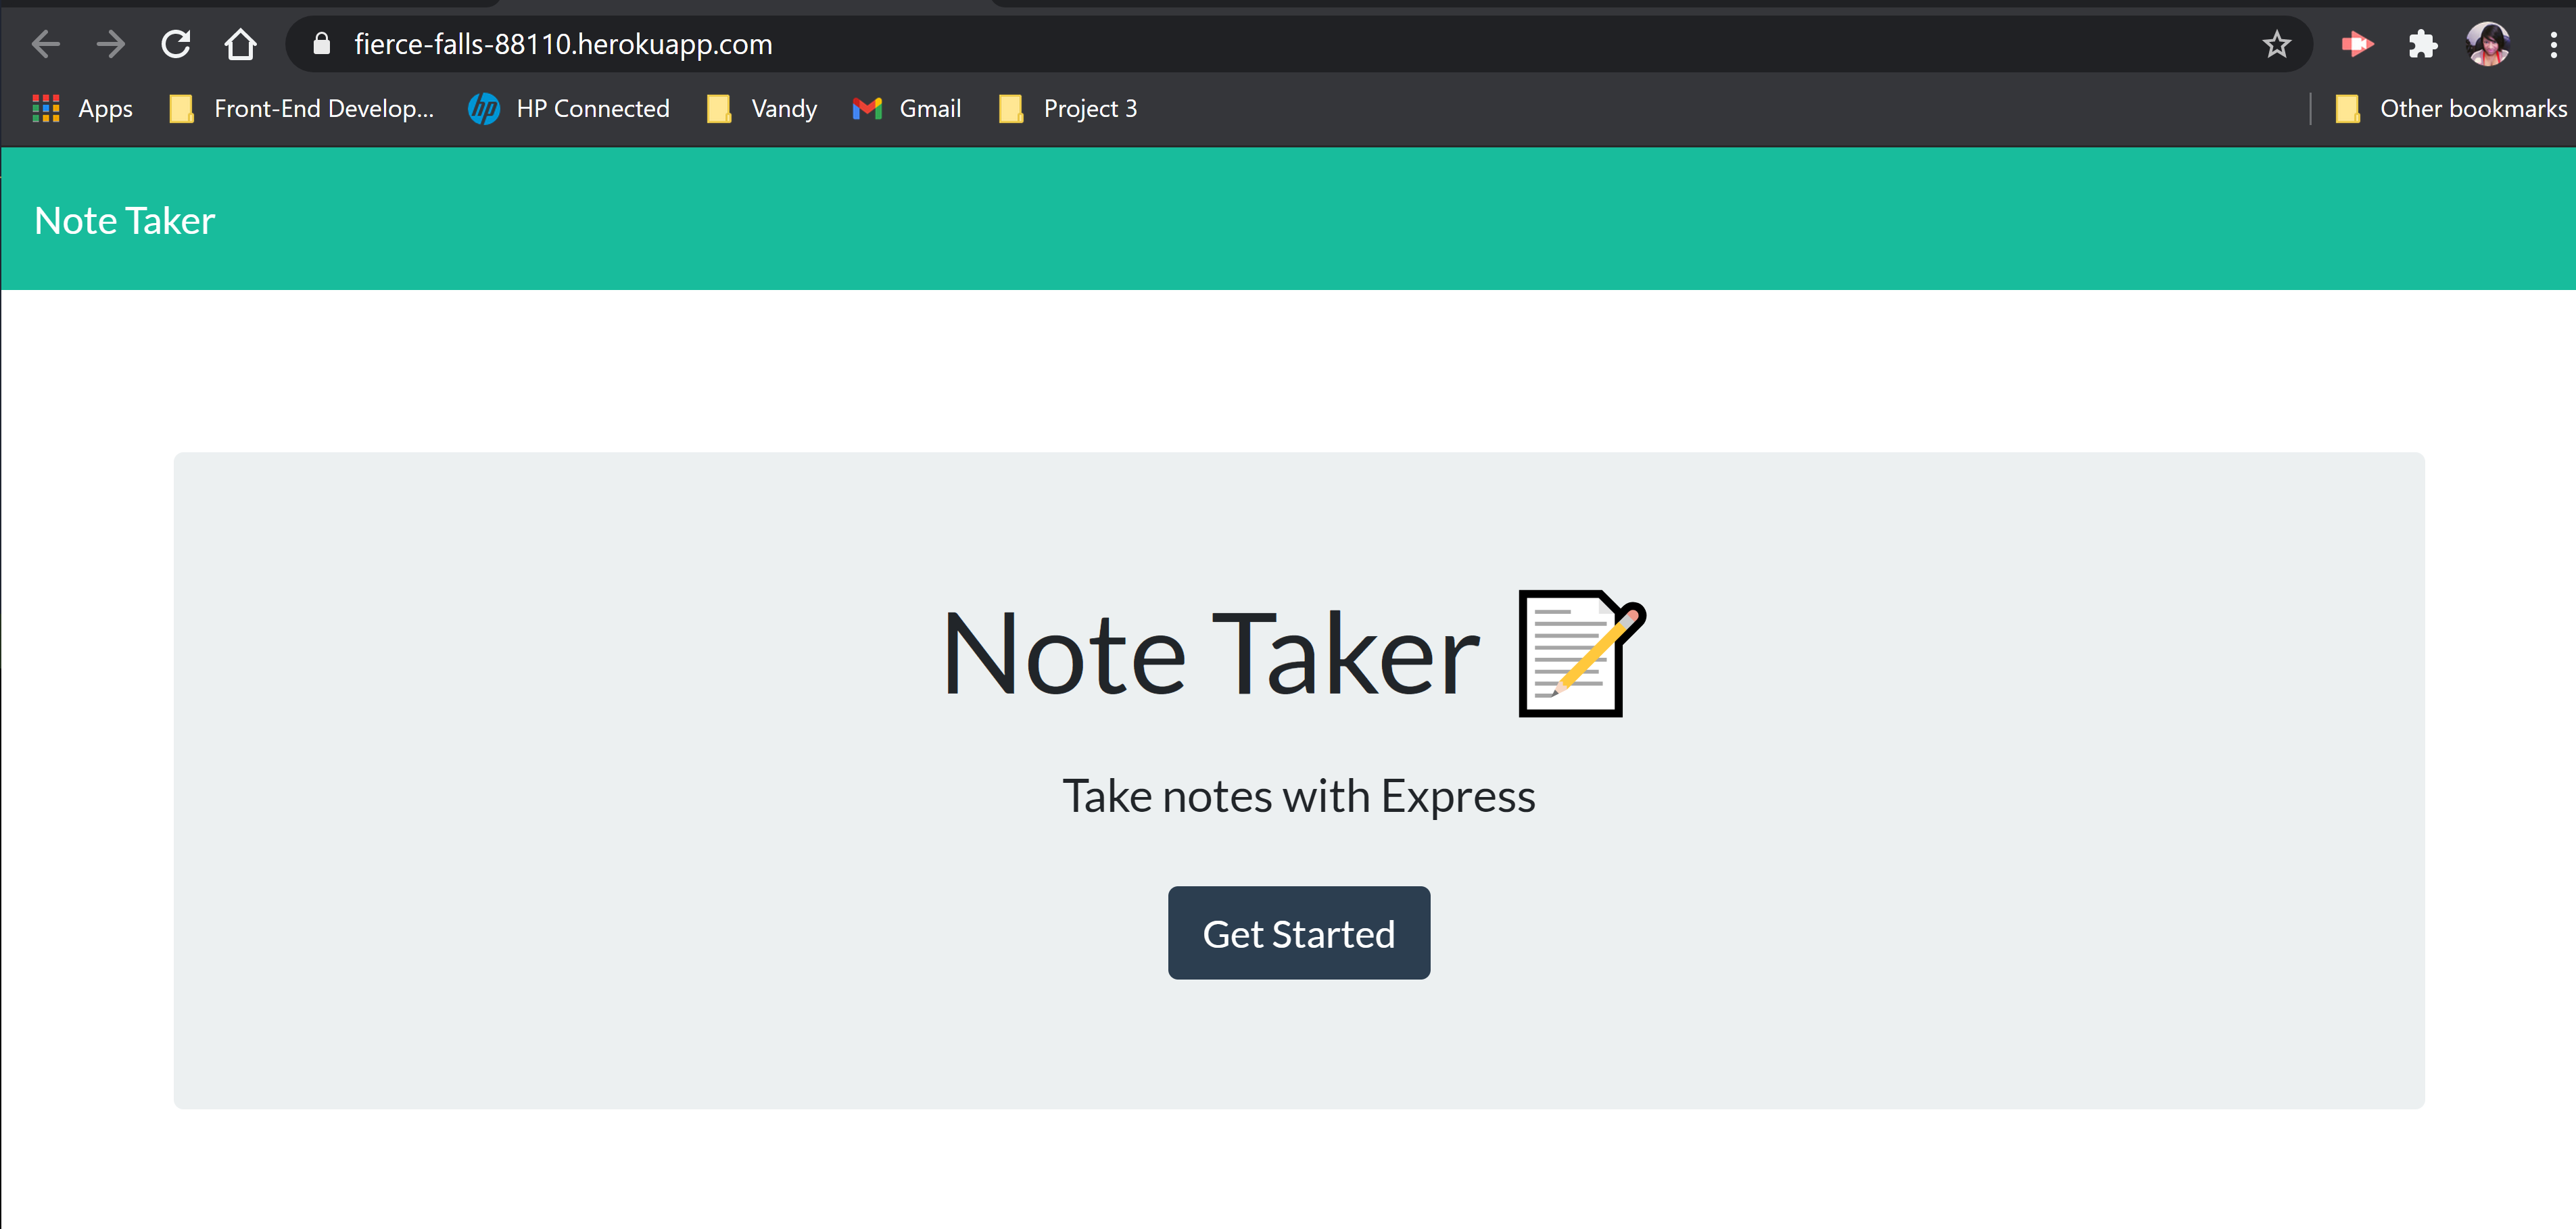 fierce-falls-88110.herokuapp.com
Apps Front-End Develop... hp HP Connected Vandy Gmail Project 3 Other bookmarks
Note Taker
Note Taker
Take notes with Express
Get Started